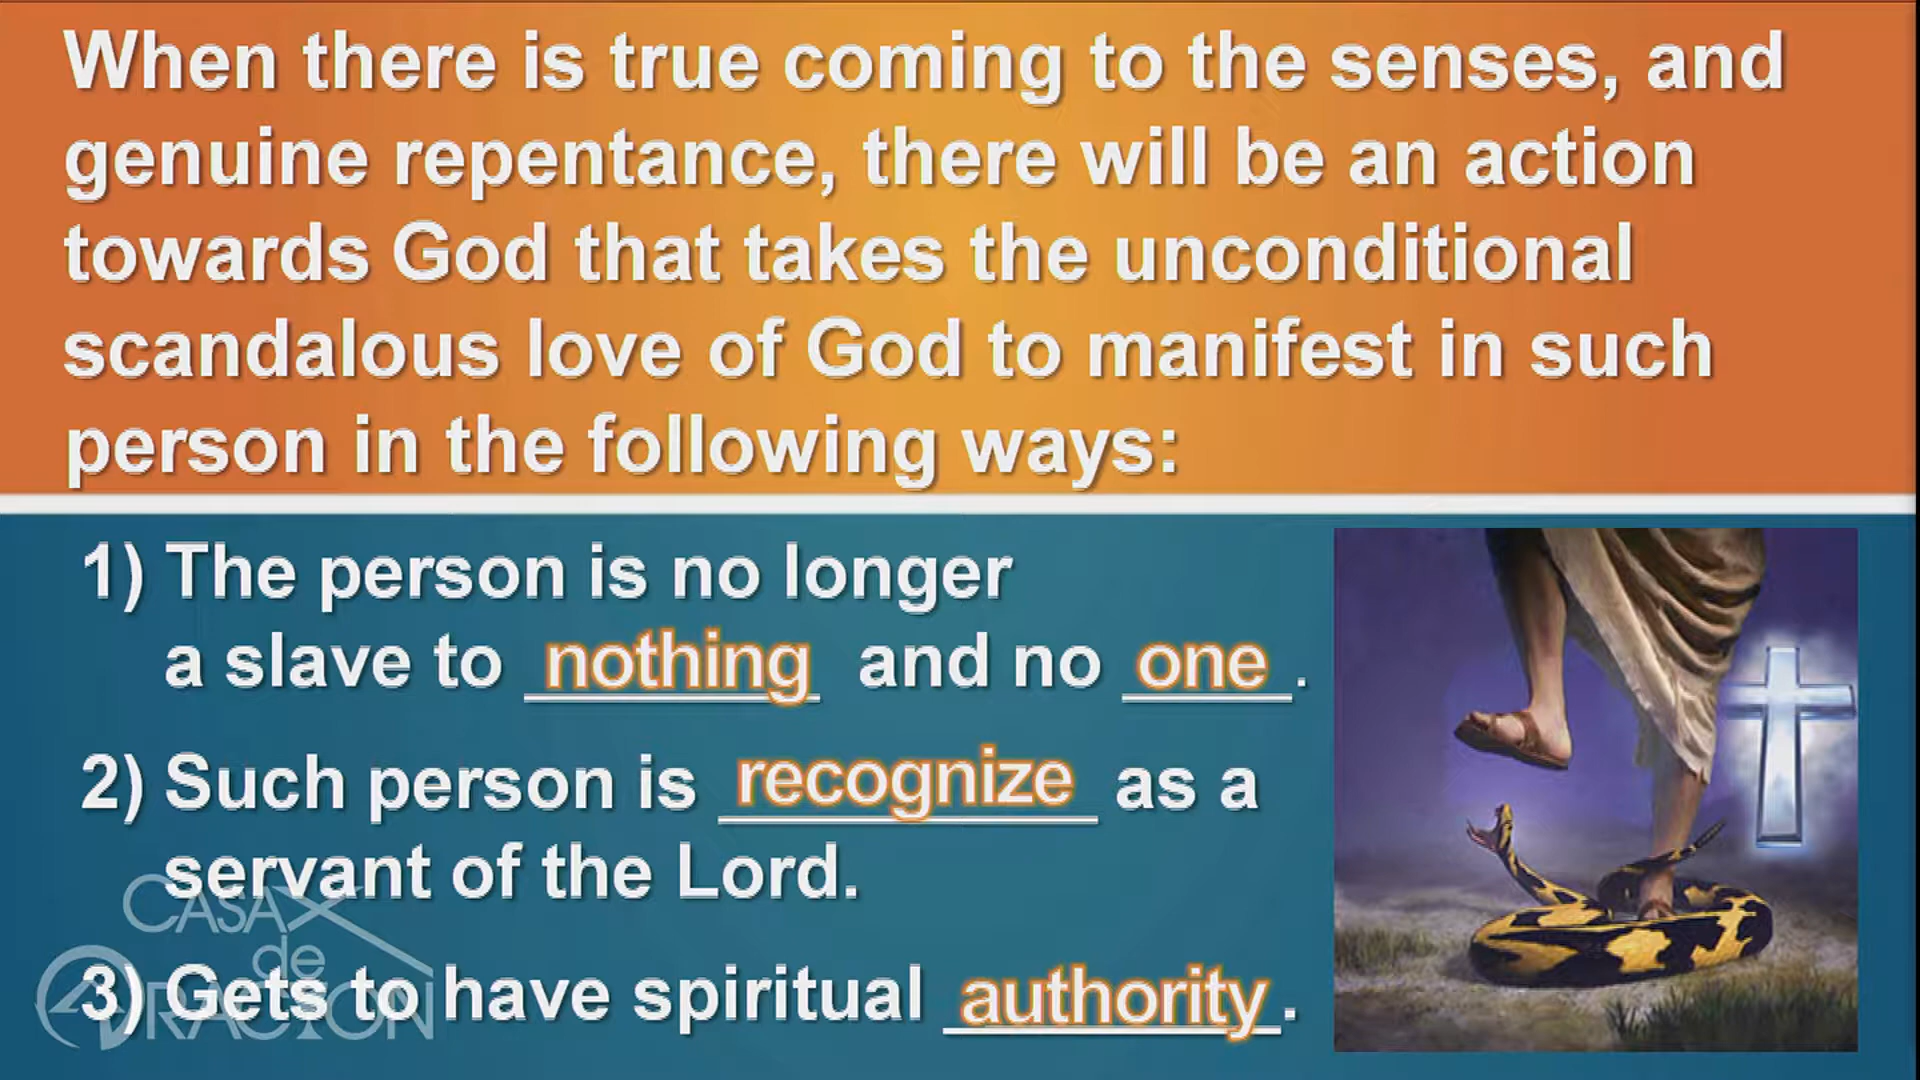 When there is true coming to the senses, and
genuine repentance, there will be an action
towards God that takes the unconditional
scandalous love of God to manifest in such
person in the following ways:
1) The person is no longer
a slave to nothing and no one.
2) Such person is recognize as a
servant of the Lord.
3) Gets to have spiritual authority.
CASA
de
ORACION